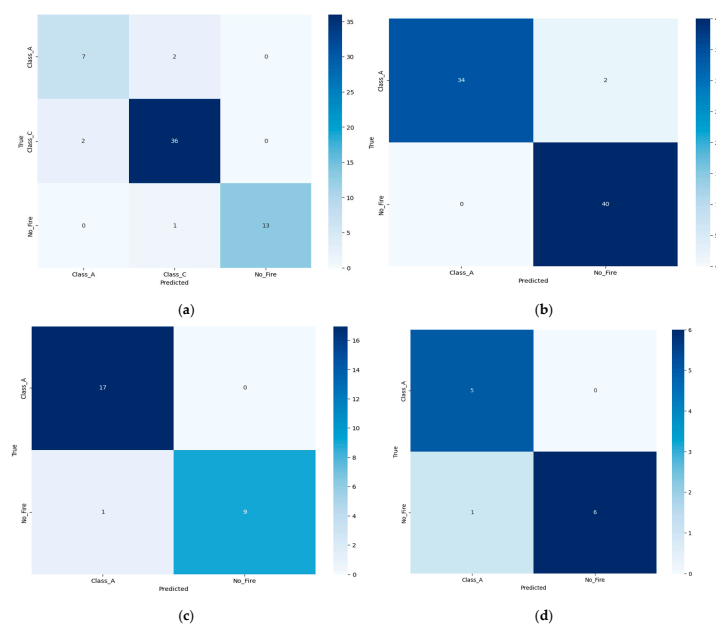 Class_A
Class_C
No_Fire
True
7 2 0
2 36 0
0 1 13
Class_A Class_C No_Fire
Predicted
35
30
25
20
15
10
5
0
(a)
Class_A
No_Fire
True
34 2
0 40
Class_A No_Fire
Predicted
(b)
Class_A
No_Fire
True
17 0
1 9
Class_A No_Fire
Predicted
16
14
12
10
8
6
4
2
0
(c)
Class_A
No_Fire
True
5 0
1 6
Class_A No_Fire
Predicted
6
5
4
3
2
1
0
(d)